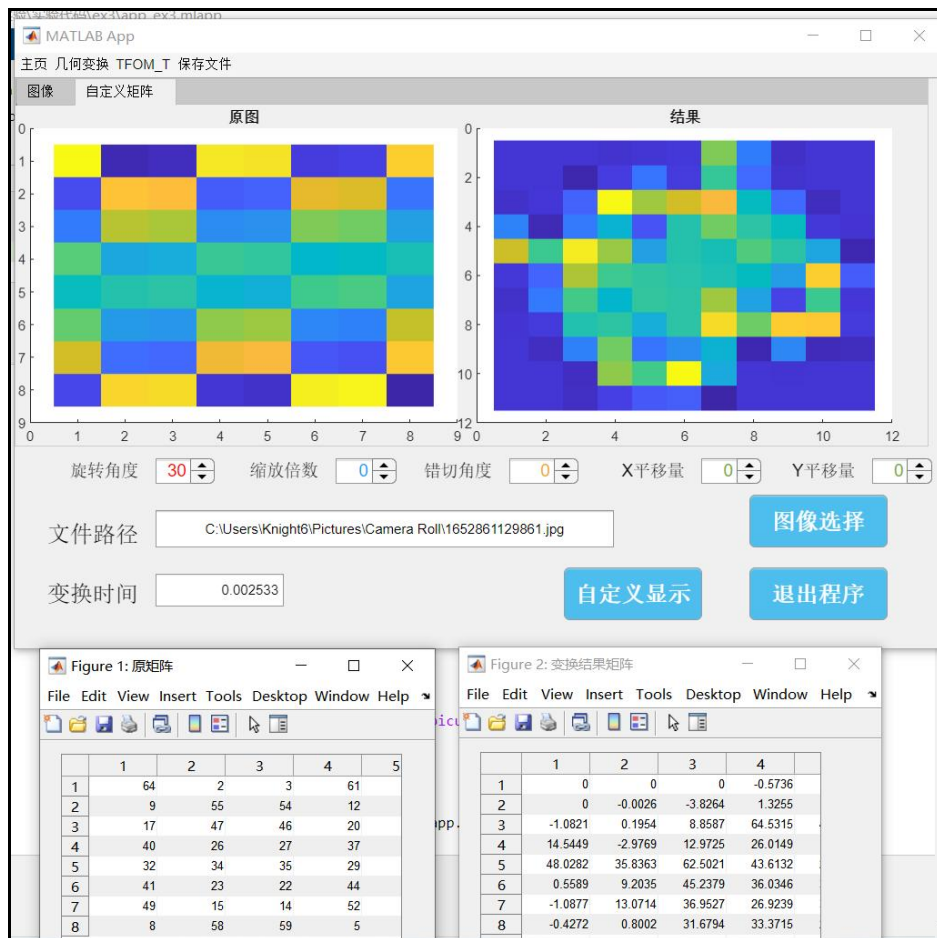 验\实验代码\ex3\app_ex3.mlapp
MATLAB App
主页 几何变换 TFOM_T 保存文件
图像 自定义矩阵
原图 结果
0
1
2
3
4
5
6
7
8
9
0 1 2 3 4 5 6 7 8 9
0
2
4
6
8
10
12
0 2 4 6 8 10 12
旋转角度 30 缩放倍数 0 错切角度 0 X平移量 0 Y平移量 0
文件路径 C:\Users\Knight6\Pictures\Camera Roll\1652861129861.jpg 图像选择
变换时间 0.002533 自定义显示 退出程序
Figure 1: 原矩阵
File Edit View Insert Tools Desktop Window Help
1 2 3 4 5
1 64 2 3 61
2 9 55 54 12
3 17 47 46 20
4 40 26 27 37
5 32 34 35 29
6 41 23 22 44
7 49 15 14 52
8 8 58 59 5
Figure 2: 变换结果矩阵
File Edit View Insert Tools Desktop Window Help
1 2 3 4
1 0 0 0 -0.5736
2 0 -0.0026 -3.8264 1.3255
3 -1.0821 0.1954 8.8587 64.5315
4 14.5449 -2.9769 12.9725 26.0149
5 48.0282 35.8363 62.5021 43.6132
6 0.5589 9.2035 45.2379 36.0346
7 -1.0877 13.0714 36.9527 26.9239
8 -0.4272 0.8002 31.6794 33.3715